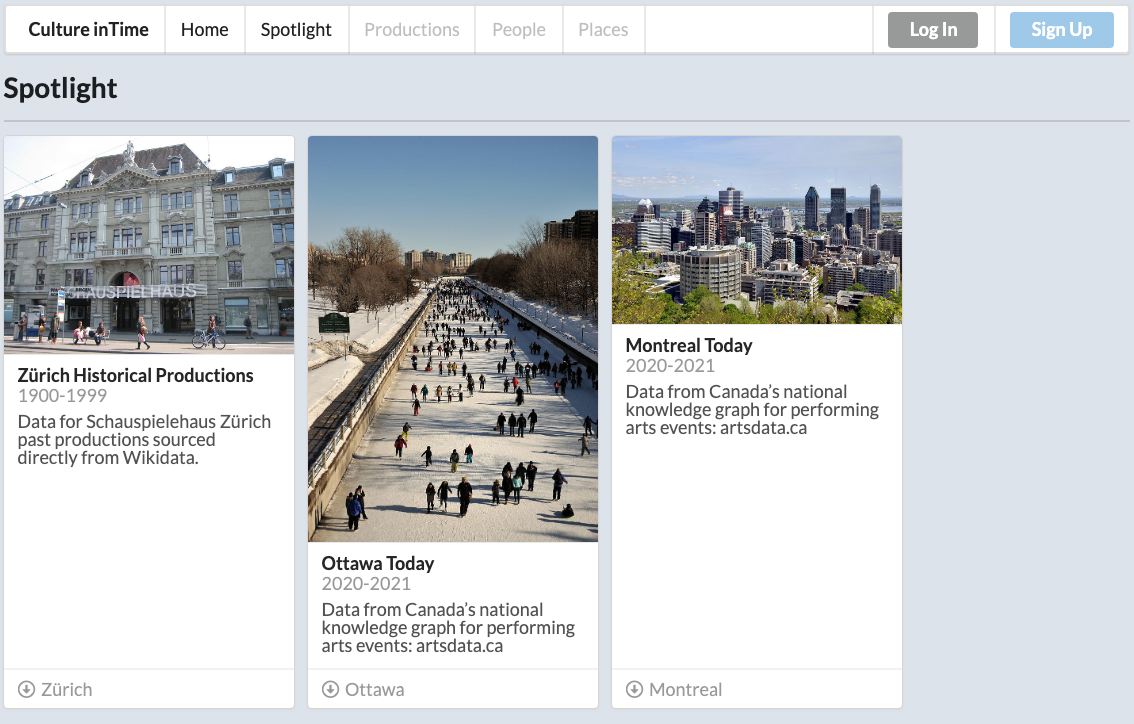 Culture inTime Home Spotlight Productions People Places Log In Sign Up
Spotlight
SCHAUSPIELHAUS
Zürich Historical Productions
1900-1999
Data for Schauspielehaus Zürich
past productions sourced
directly from Wikidata.
Zürich
Ottawa Today
2020-2021
Data from Canada's national
knowledge graph for performing
arts events: artsdata.ca
Ottawa
Montreal Today
2020-2021
Data from Canada's national
knowledge graph for performing
arts events: artsdata.ca
Montreal